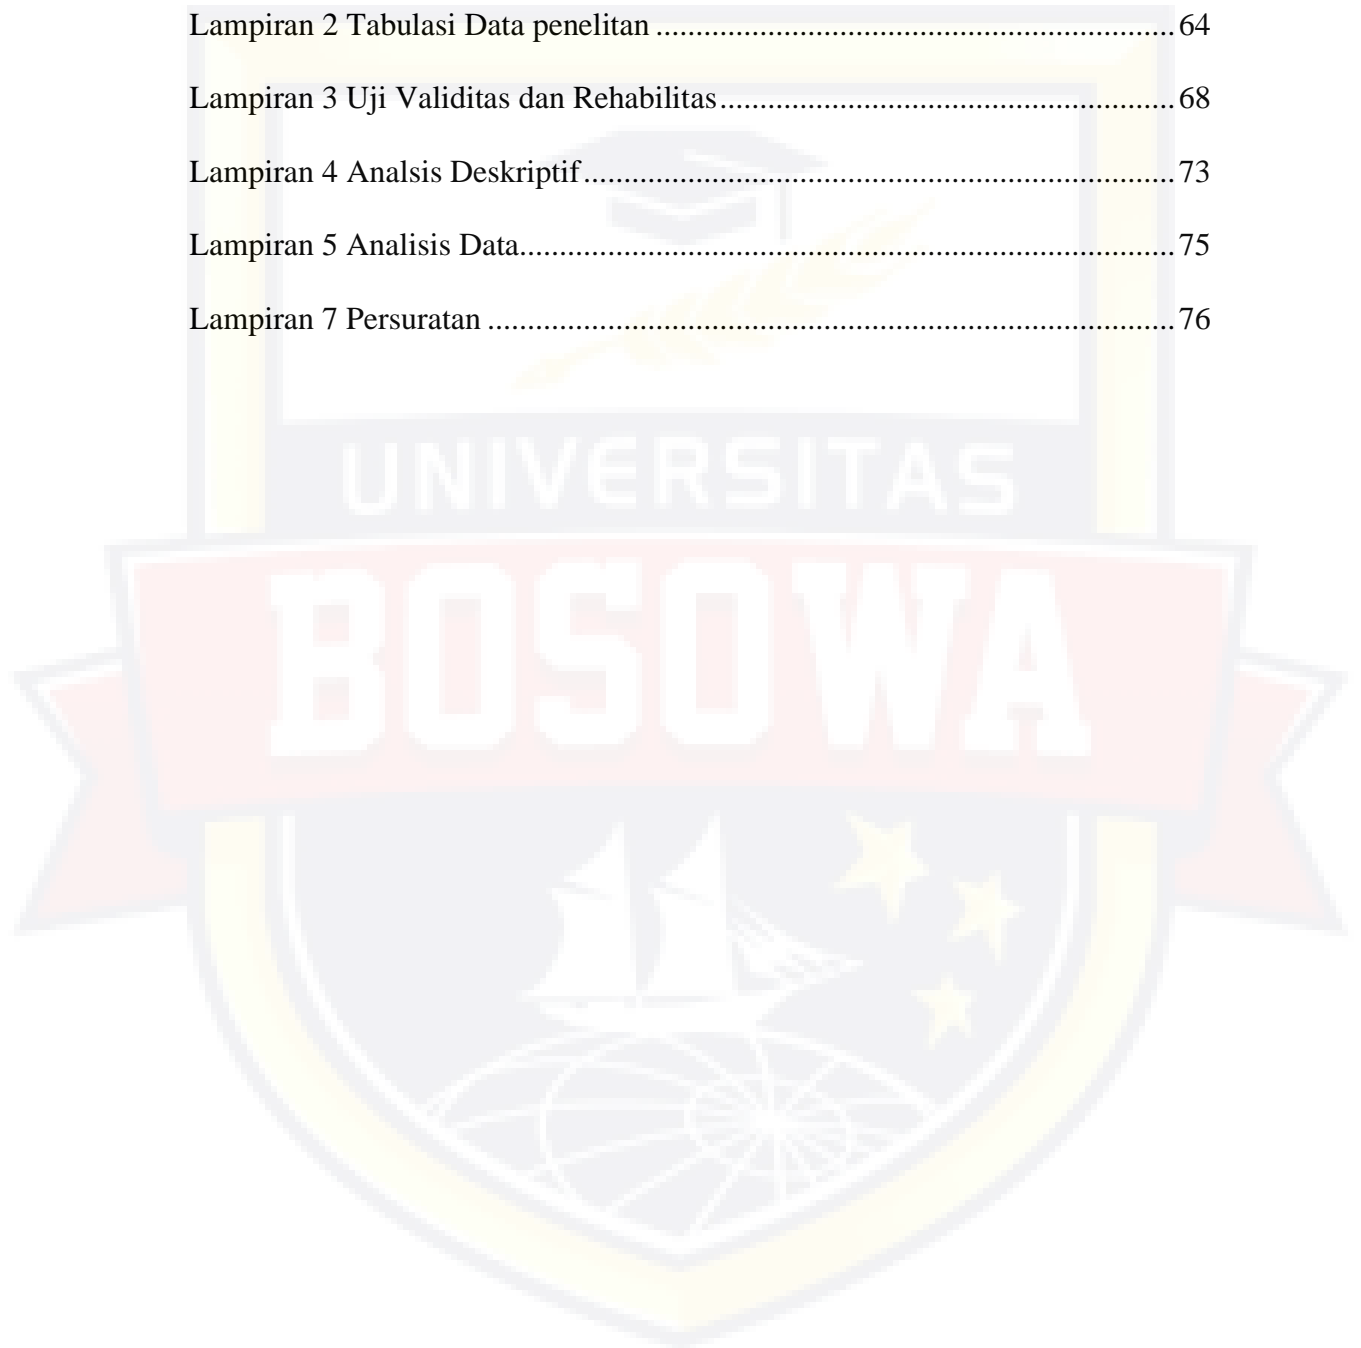 Lampiran 2 Tabulasi Data penelitan ................................................................ 64
Lampiran 3 Uji Validitas dan Rehabilitas ........................................................ 68
Lampiran 4 Analsis Deskriptif ......................................................................... 73
Lampiran 5 Analisis Data ................................................................................. 75
Lampiran 7 Persuratan ..................................................................................... 76
UNIVERSITAS
BOSOWA